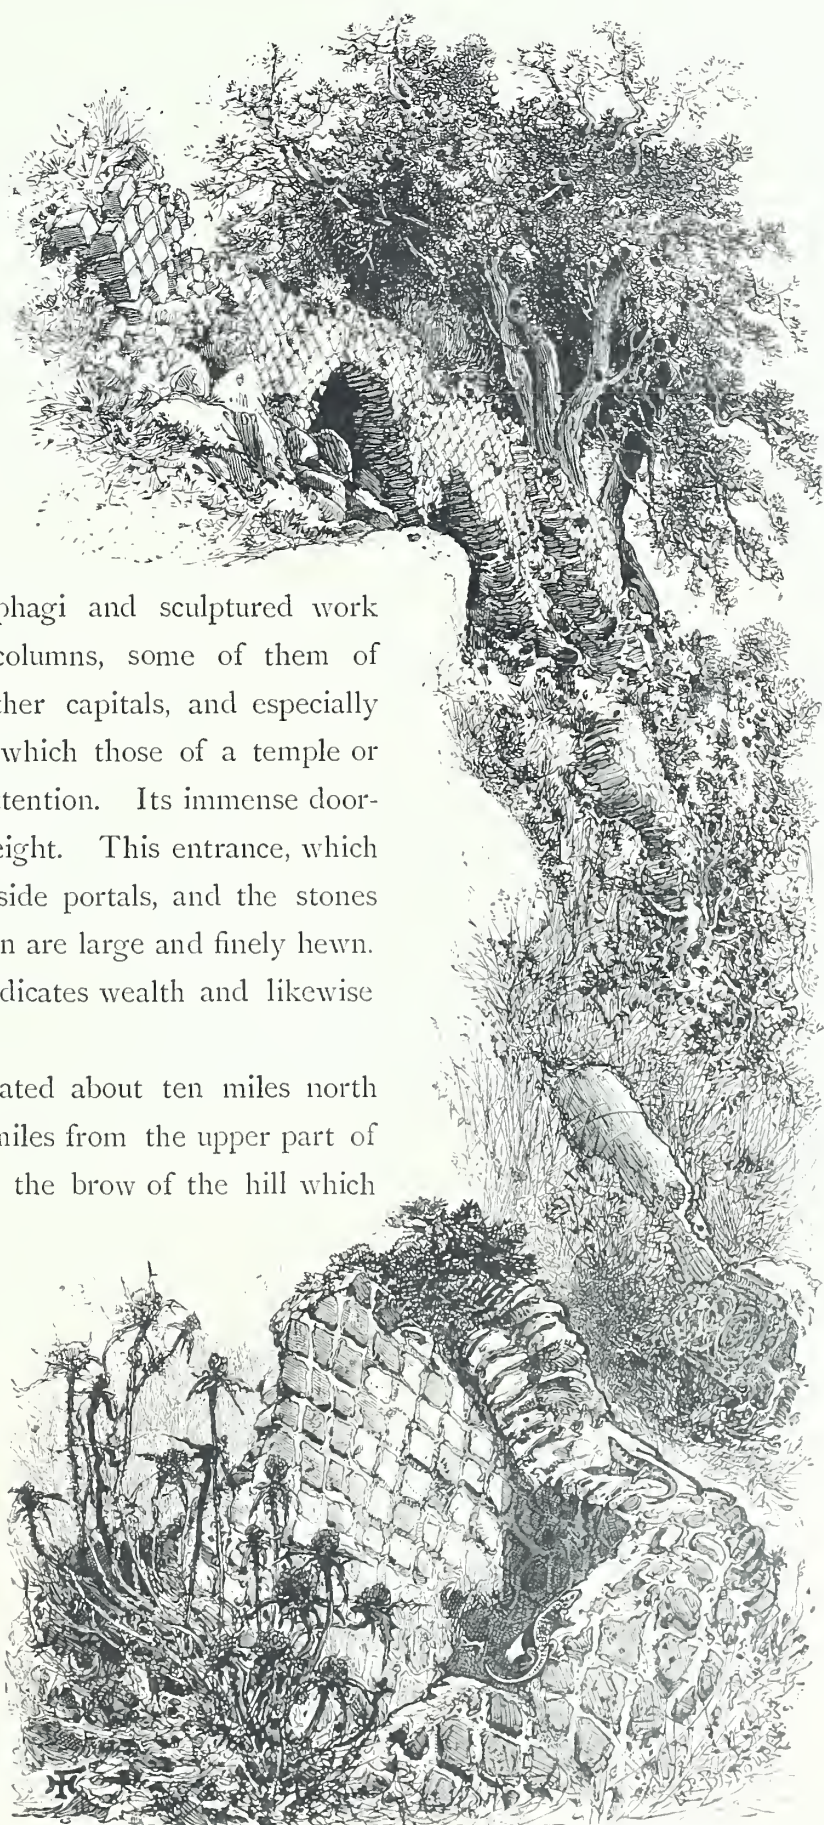 phagi and sculptured work
columns, some of them of
ther capitals, and especially
which those of a temple or
tention. Its immense door-
eight. This entrance, which
side portals, and the stones
n are large and finely hewn.
dicates wealth and likewise
ated about ten miles north
miles from the upper part of
the brow of the hill which